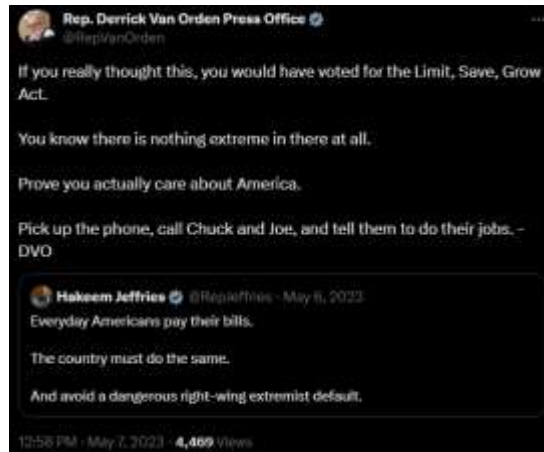 Rep. Derrick Van Orden Press Office
@RepVanOrden
If you really thought this, you would have voted for the Limit, Save, Grow
Act.
You know there is nothing extreme in there at all.
Prove you actually care about America.
Pick up the phone, call Chuck and Joe, and tell them to do their jobs. -
DVO
Hakeem Jeffries @RepJeffries · May 6, 2023
Everyday Americans pay their bills.
The country must do the same.
And avoid a dangerous right-wing extremist default.
12:58 PM · May 7, 2023 · 4,469 Views